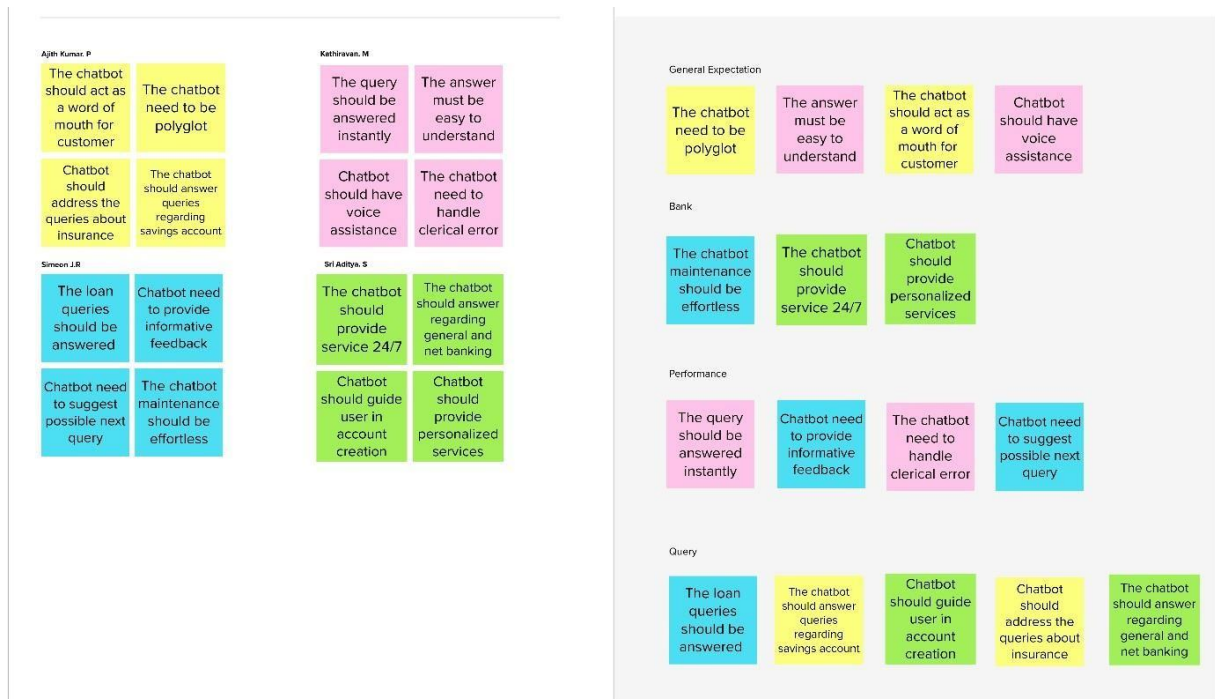 Ajith Kumar. P
The chatbot
should act as
a word of
mouth for
customer
The chatbot
need to be
polyglot
Chatbot
should
address the
queries about
insurance
The chatbot
should answer
queries
regarding
savings account
Kathiravan. M
The query
should be
answered
instantly
The answer
must be
easy to
understand
Chatbot
should have
voice
assistance
The chatbot
need to
handle
clerical error
Simeon J.R
The loan
queries
should be
answered
Chatbot need
to provide
informative
feedback
Chatbot need
to suggest
possible next
query
The chatbot
maintenance
should be
effortless
Sri Aditya. S
The chatbot
should
provide
service 24/7
The chatbot
should answer
regarding
general and
net banking
Chatbot
should guide
user in
account
creation
Chatbot
should
provide
personalized
services
General Expectation
The chatbot
need to be
polyglot
The answer
must be
easy to
understand
The chatbot
should act as
a word of
mouth for
customer
Chatbot
should have
voice
assistance
Bank
The chatbot
maintenance
should be
effortless
The chatbot
should
provide
service 24/7
Chatbot
should
provide
personalized
services
Performance
The query
should be
answered
instantly
Chatbot need
to provide
informative
feedback
The chatbot
need to
handle
clerical error
Chatbot need
to suggest
possible next
query
Query
The loan
queries
should be
answered
The chatbot
should answer
queries
regarding
savings account
Chatbot
should guide
user in
account
creation
Chatbot
should
address the
queries about
insurance
The chatbot
should answer
regarding
general and
net banking